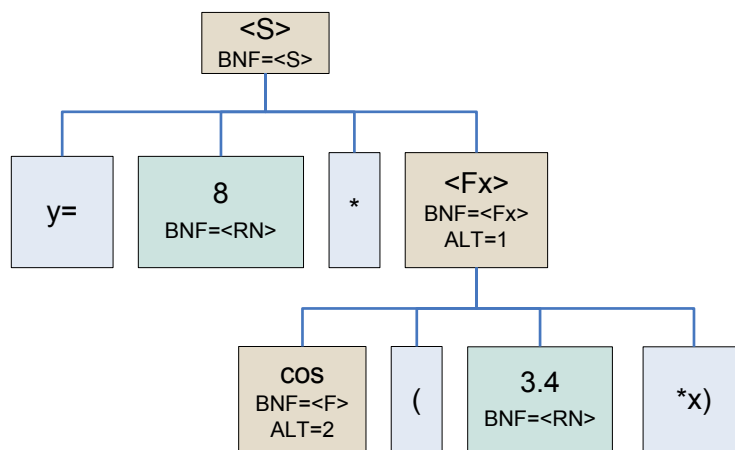 <S>
BNF=<S>
y=
8
BNF=<RN>
*
<Fx>
BNF=<Fx>
ALT=1
cos
BNF=<F>
ALT=2
(
3.4
BNF=<RN>
*x)